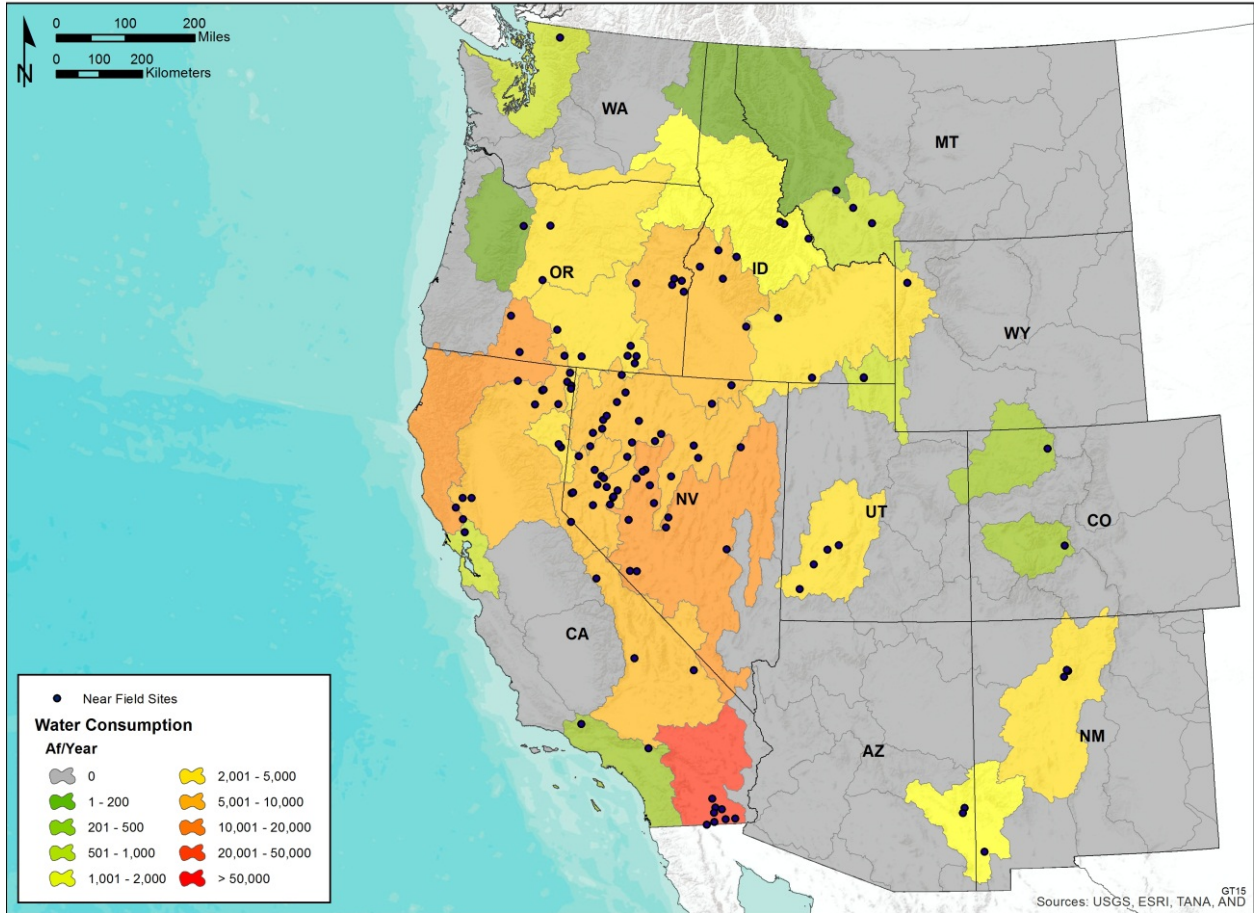 0 100 200
Miles
0 100 200
Kilometers
N
WA
MT
OR
ID
WY
NV
UT
CO
CA
AZ
NM
Near Field Sites
Water Consumption
Af/Year
0
1 - 200
201 - 500
501 - 1,000
1,001 - 2,000
2,001 - 5,000
5,001 - 10,000
10,001 - 20,000
20,001 - 50,000
> 50,000
GT15
Sources: USGS, ESRI, TANA, AND